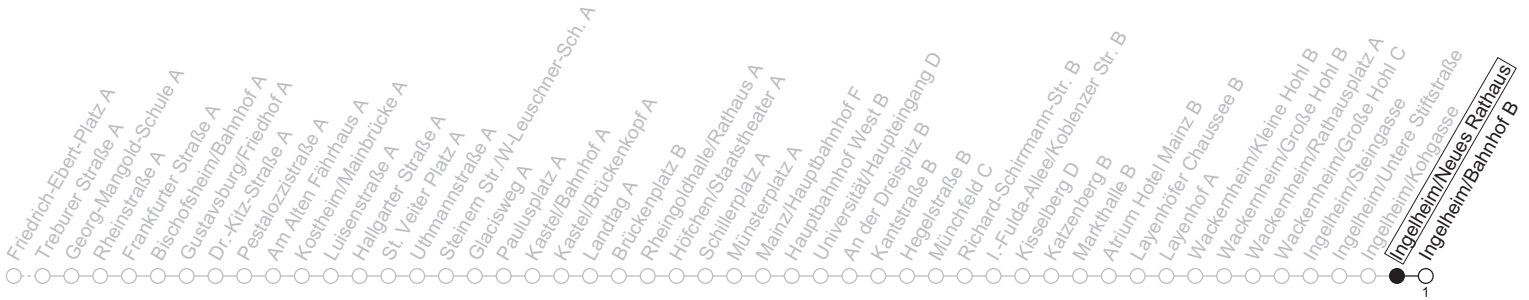 Friedrich-Ebert-Platz A
Treburer Straße A
Georg-Mangold-Schule A
Rheinstraße A
Frankfurter Straße A
Bischofsheim/Bahnhof A
Gustavsburg/Friedhof A
Dr.-Kitz-Straße A
Pestalozzistraße A
Am Alten Fährhaus A
Kostheim/Mainbrücke A
Luisenstraße A
Hallgarter Straße A
St. Veiter Platz A
Uthmannstraße A
Steinern Str./W-Leuschner-Sch. A
Glacisweg A
Paulusplatz A
Kastel/Bahnhof A
Kastel/Brückenkopf A
Landtag A
Brückenplatz B
Rheingoldhalle/Rathaus A
Höfchen/Staatstheater A
Schillerplatz A
Münsterplatz A
Mainz/Hauptbahnhof F
Hauptbahnhof West B
Universität/Haupteingang D
An der Dreispitz B
Kantstraße B
Hegelstraße B
Münchfeld C
Richard-Schirrmann-Str. B
I.-Fulda-Allee/Koblenzer Str. B
Kisselberg D
Katzenberg B
Markthalle B
Atrium Hotel Mainz B
Layenhöfer Chaussee B
Layenhof A
Wackernheim/Kleine Hohl B
Wackernheim/Große Hohl B
Wackernheim/Rathausplatz A
Wackernheim/Große Hohl C
Ingelheim/Steingasse
Ingelheim/Untere Stiftstraße
Ingelheim/Rohrgasse
Ingelheim/Neues Rathaus
Ingelheim/Bahnhof B
1